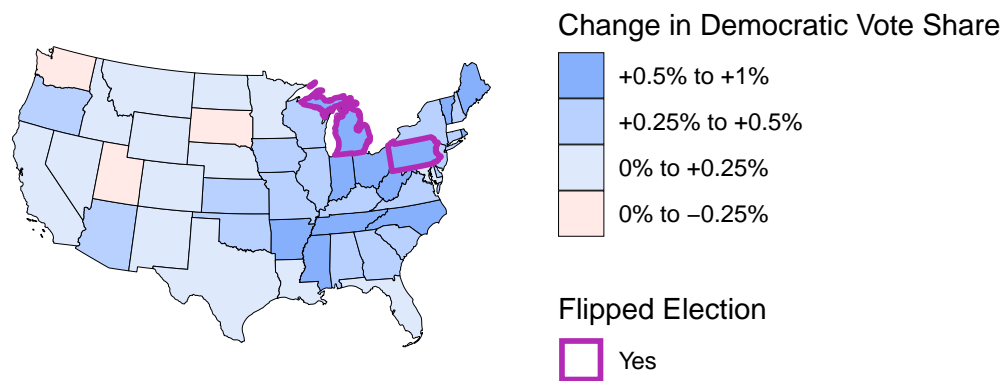 Change in Democratic Vote Share
+0.5% to +1%
+0.25% to +0.5%
0% to +0.25%
0% to −0.25%
Flipped Election
Yes